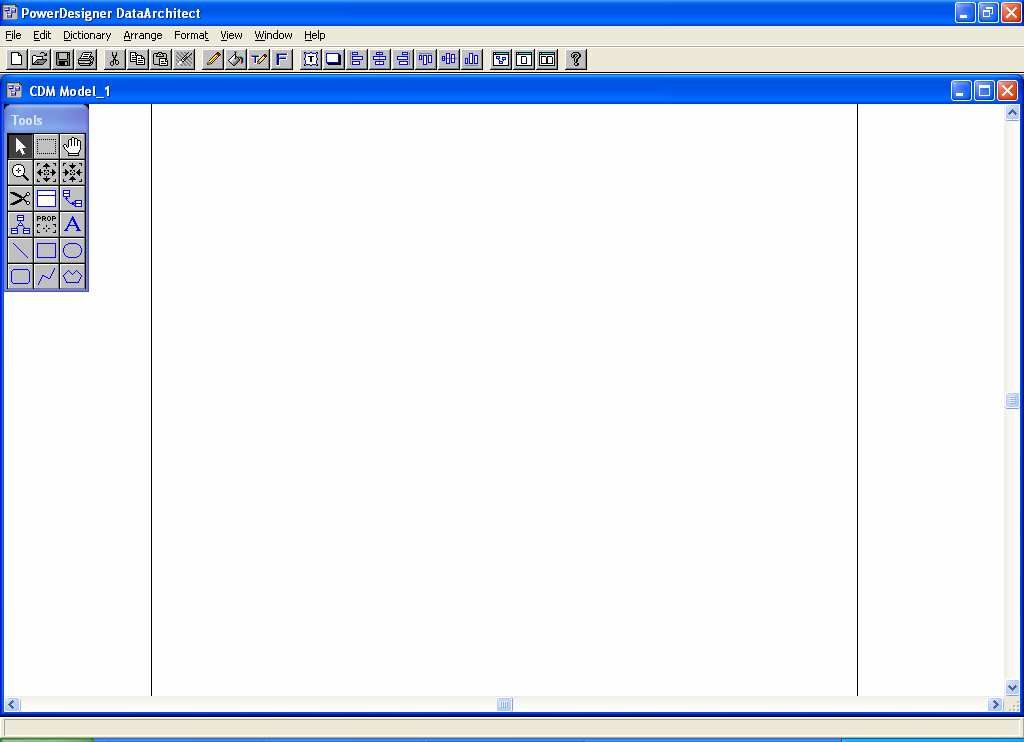 PowerDesigner DataArchitect
File Edit Dictionary Arrange Format View Window Help
CDM Model_1
Tools
PROP
A